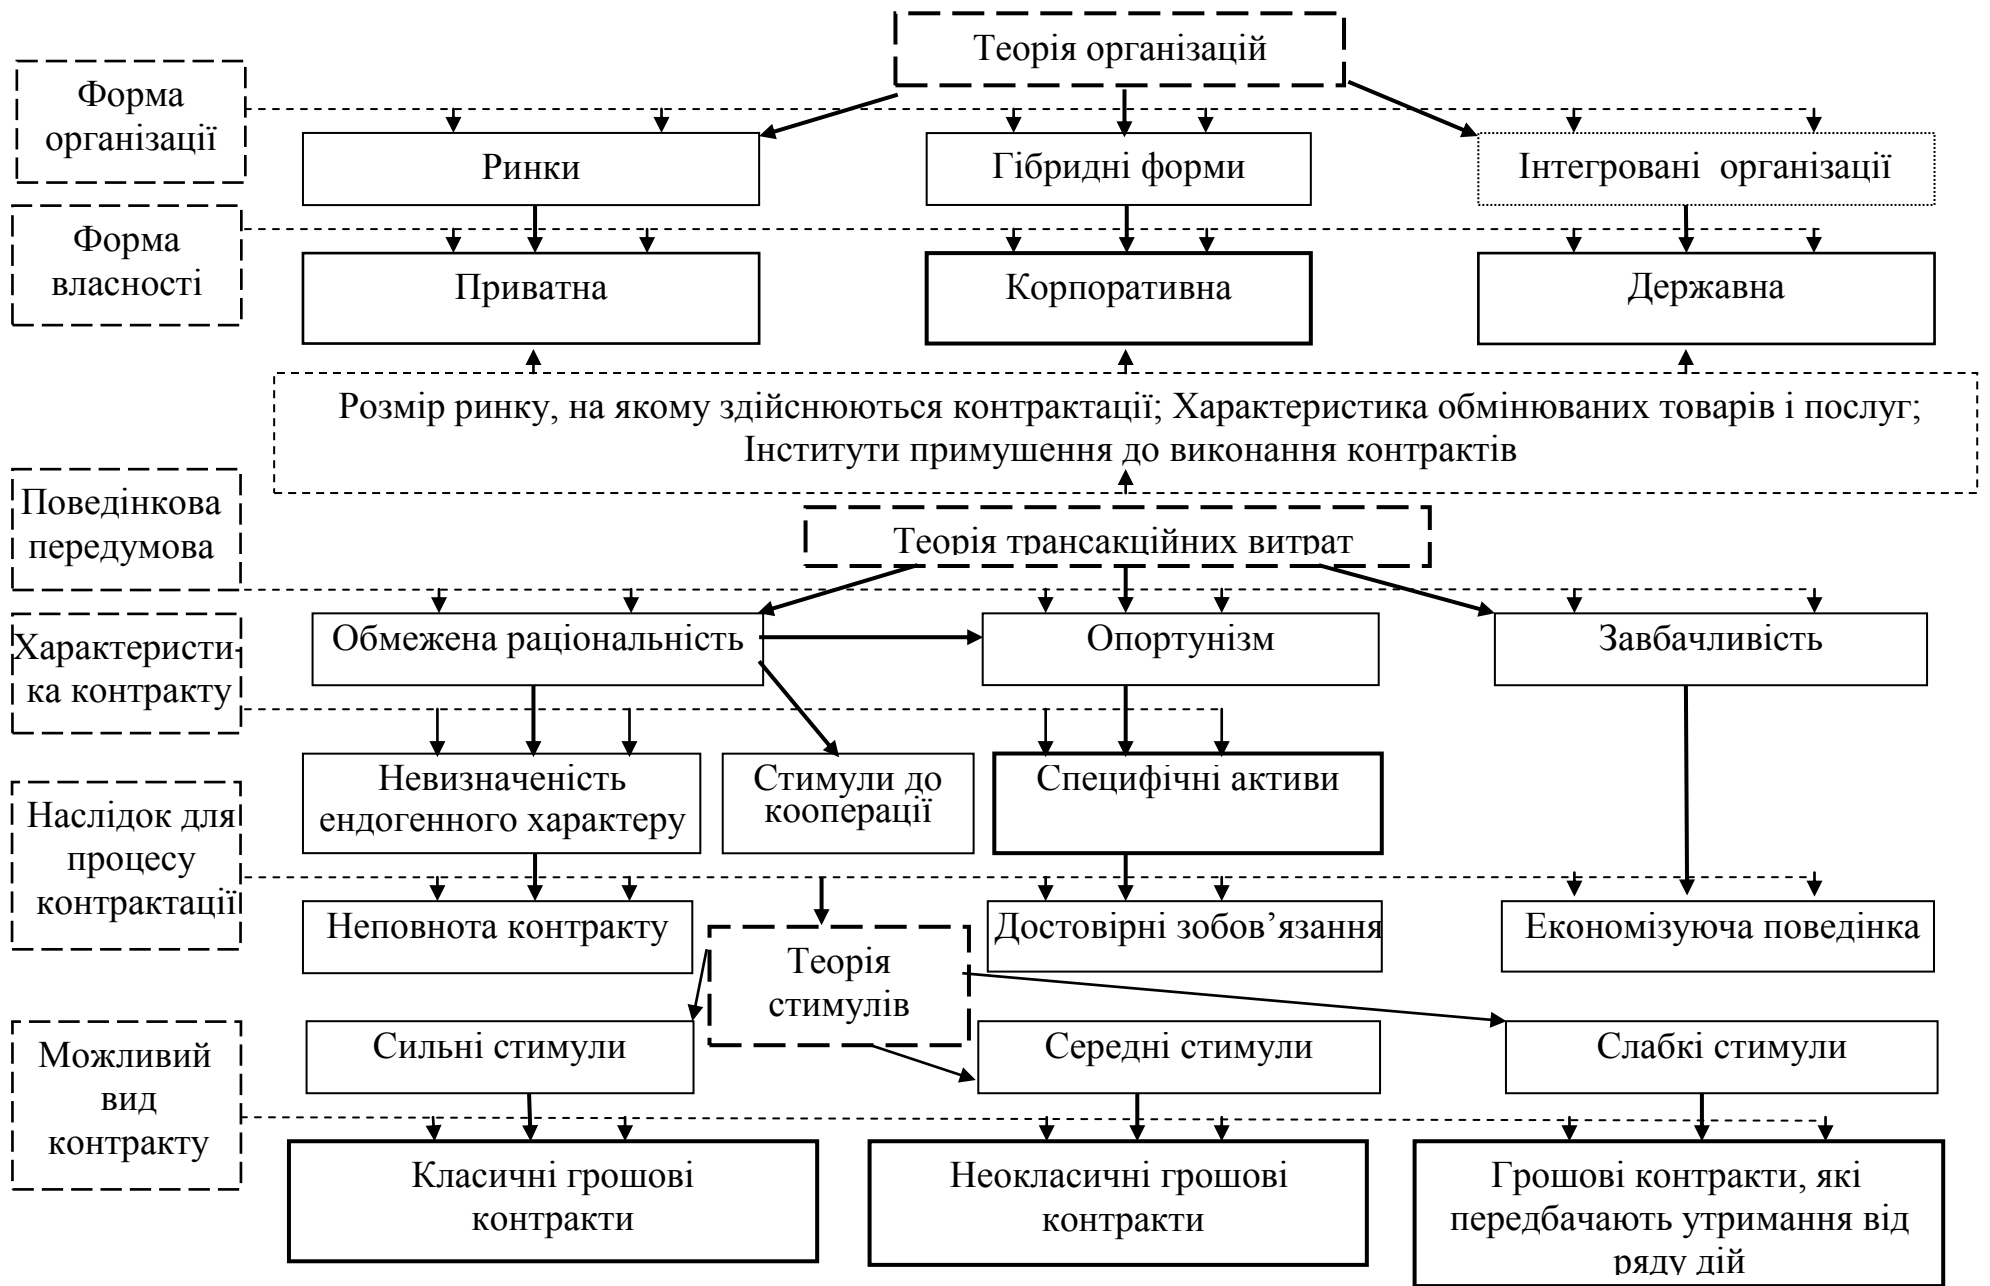 Теорія організацій
Форма
організації
Ринки
Гібридні форми
Інтегровані організації
Форма
власності
Приватна
Корпоративна
Державна
Розмір ринку, на якому здійснюються контрактації; Характеристика обмінюваних товарів і послуг;
Інститути примушення до виконання контрактів
Поведінкова
передумова
Теорія трансакційних витрат
Обмежена раціональність
Опортунізм
Завбачливість
Характеристи-
ка контракту
Невизначеність
ендогенного характеру
Стимули до
кооперації
Специфічні активи
Наслідок для
процесу
контрактації
Неповнота контракту
Достовірні зобов’язання
Економізуюча поведінка
Теорія
стимулів
Сильні стимули
Середні стимули
Слабкі стимули
Можливий
вид
контракту
Класичні грошові
контракти
Неокласичні грошові
контракти
Грошові контракти, які
передбачають утримання від
ряду дій